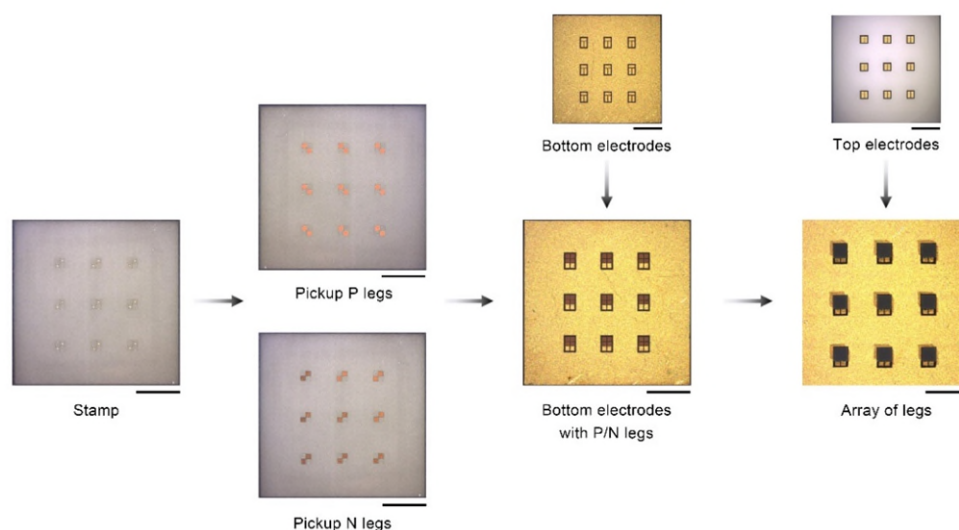 Bottom electrodes
Top electrodes
Pickup P legs
Stamp
Bottom electrodes
with P/N legs
Array of legs
Pickup N legs